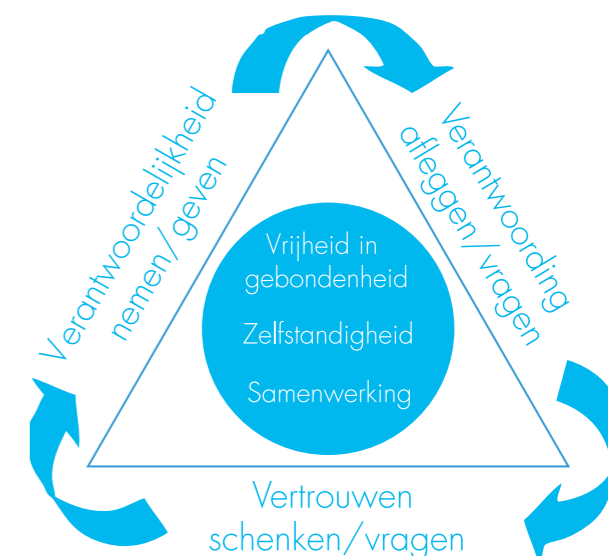 Verantwoordelijkheid
nemen/geven
Verantwoording
afleggen/vragen
Vrijheid in
gebondenheid
Zelfstandigheid
Samenwerking
Vertrouwen
schenken/vragen